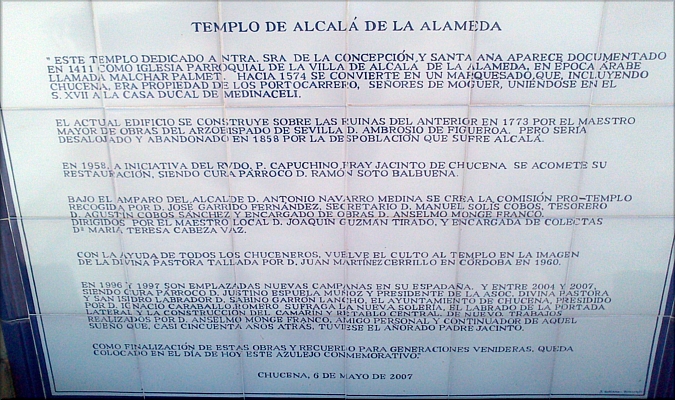 TEMPLO DE ALCALÁ DE LA ALAMEDA
"ESTE TEMPLO DEDICADO A NTRA. SRA. DE LA CONCEPCIÓN, Y SANTA ANA APARECE DOCUMENTADO
EN 1411 COMO IGLESIA PARROQUIAL DE LA VILLA DE ALCALÁ DE LA ALAMEDA, EN ÉPOCA ÁRABE
LLAMADA MALCHAR PALMET. HACIA 1574 SE CONVIERTE EN UN MARQUESADO, QUE, INCLUYENDO
CHUCENA, ERA PROPIEDAD DE LOS PORTOCARRERO, SEÑORES DE MOGUER, UNIÉNDOSE EN EL
S. XVII A LA CASA DUCAL DE MEDINACELI.
EL ACTUAL EDIFICIO SE CONSTRUYE SOBRE LAS RUINAS DEL ANTERIOR EN 1773 POR EL MAESTRO
MAYOR DE OBRAS DEL ARZOBISPADO DE SEVILLA D. AMBROSIO DE FIGUEROA. PERO SERÍA
DESALOJADO Y ABANDONADO EN 1858 POR LA DESPOBLACIÓN QUE SUFRE ALCALÁ.
EN 1958, A INICIATIVA DEL RVDO. P. CAPUCHINO FRAY JACINTO DE CHUCENA SE ACOMETE SU
RESTAURACIÓN, SIENDO CURA PÁRROCO D. RAMÓN SOTO BALBUENA.
BAJO EL AMPARO DEL ALCALDE D. ANTONIO NAVARRO MEDINA SE CREA LA COMISIÓN PRO-TEMPLO
RECOGIDA POR D. JOSÉ GARRIDO FERNÁNDEZ, SECRETARIO D. MANUEL SOLÍS COBOS, TESORERO
D. AGUSTÍN COBOS SÁNCHEZ Y ENCARGADO DE OBRAS D. ANSELMO MONGE FRANCO.
DIRIGIDOS POR EL MAESTRO LOCAL D. JOAQUÍN GUZMÁN TIRADO, Y ENCARGADA DE COLECTAS
Dª MARÍA TERESA CABEZA VAZ.
CON LA AYUDA DE TODOS LOS CHUCENEROS, VUELVE EL CULTO AL TEMPLO EN LA IMAGEN
DE LA DIVINA PASTORA TALLADA POR D. JUAN MARTÍNEZ CERRILLO EN CÓRDOBA EN 1960.
EN 1996 Y 1997 SON EMPLAZADAS NUEVAS CAMPANAS EN SU ESPADAÑA. Y ENTRE 2004 Y 2007,
SIENDO CURA PÁRROCO D. JUSTINO ESPUELA MUÑOZ Y PRESIDENTE DE LA ASOC. DIVINA PASTORA
Y SAN ISIDRO LABRADOR D. SABINO GARRÓN LANCHO, EL AYUNTAMIENTO DE CHUCENA, PRESIDIDO
POR D. IGNACIO CARABALLO ROMERO SUFRAGA LA NUEVA SOLERÍA, EL LABRADO DE LA PORTADA
LATERAL Y LA CONSTRUCCIÓN DEL CAMARÍN Y RETABLO CENTRAL. DE NUEVO, TRABAJOS
REALIZADOS POR D. ANSELMO MONGE FRANCO, AMIGO PERSONAL Y CONTINUADOR DE AQUEL
SUEÑO QUE, CASI CINCUENTA AÑOS ATRÁS, TUVIESE EL AÑORADO PADRE JACINTO.
COMO FINALIZACIÓN DE ESTAS OBRAS Y RECUERDO PARA GENERACIONES VENIDERAS, QUEDA
COLOCADO EN EL DÍA DE HOY ESTE AZULEJO CONMEMORATIVO."
CHUCENA, 6 DE MAYO DE 2007